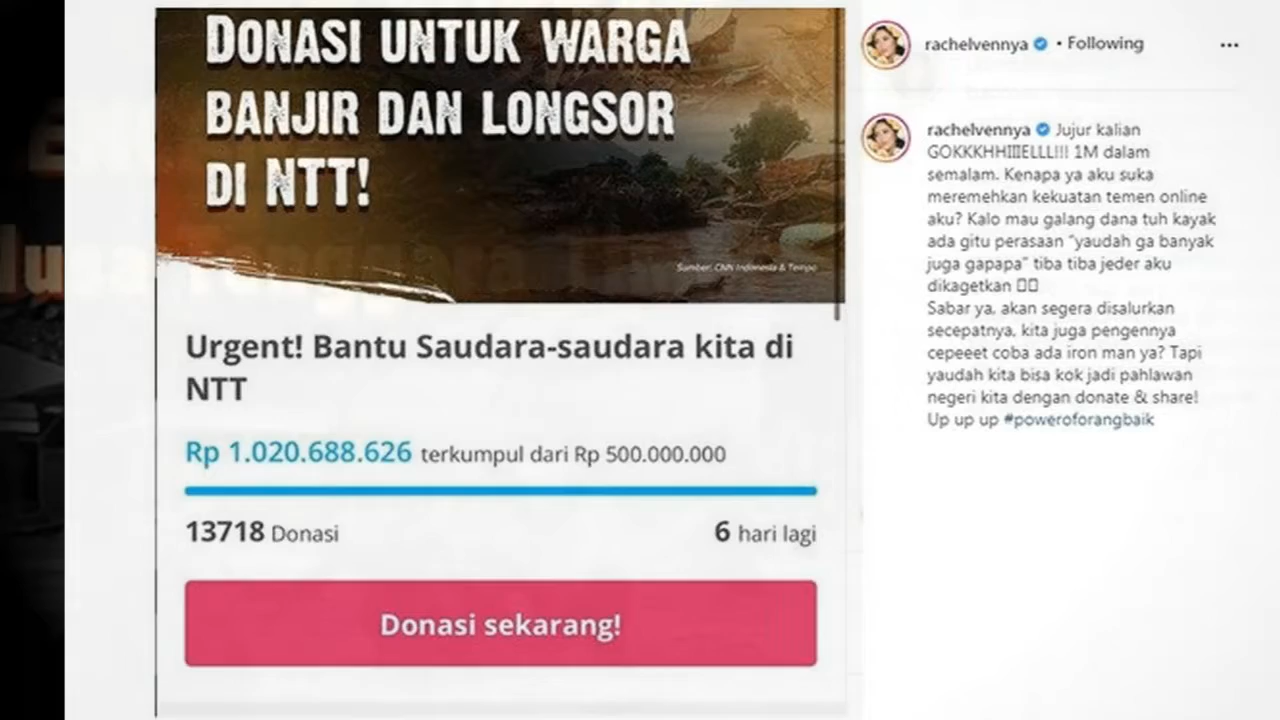 DONASI UNTUK WARGA
BANJIR DAN LONGSOR
DI NTT!
Sumber: CNN Indonesia & Tempo
Urgent! Bantu Saudara-saudara kita di
NTT
Rp 1.020.688.626 terkumpul dari Rp 500.000.000
13718 Donasi
6 hari lagi
Donasi sekarang!
rachelvennya • Following
rachelvennya Jujur kalian
GOKKKHHIIIELLL!!! 1M dalam
semalam. Kenapa ya aku suka
meremehkan kekuatan temen online
aku? Kalo mau galang dana tuh kayak
ada gitu perasaan "yaudah ga banyak
juga gapapa" tiba tiba jeder aku
dikagetkan
Sabar ya, akan segera disalurkan
secepatnya, kita juga pengennya
cepeeet coba ada iron man ya? Tapi
yaudah kita bisa kok jadi pahlawan
negeri kita dengan donate & share!
Up up up #poweroforangbaik